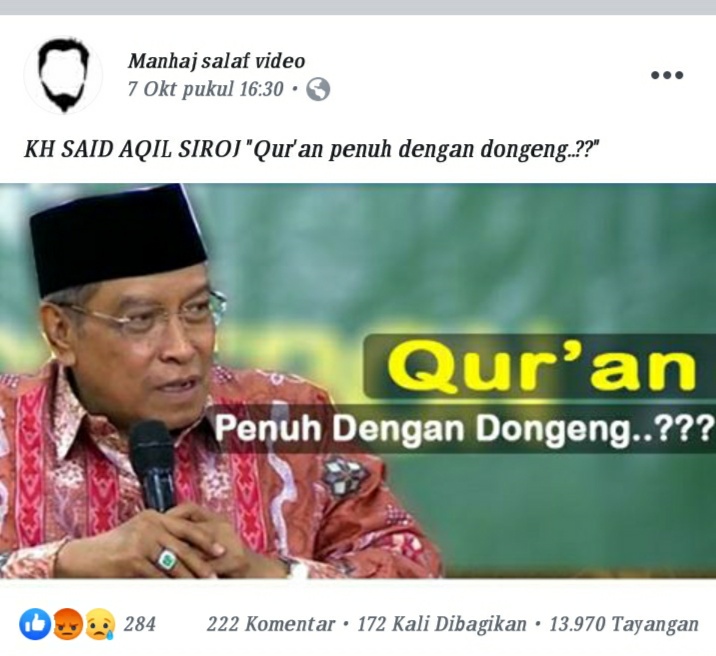 Manhaj salaf video
7 Okt pukul 16:30 •
KH SAID AQIL SIROJ "Qur'an penuh dengan dongeng..??"
Qur'an
Penuh Dengan Dongeng..???
284 222 Komentar • 172 Kali Dibagikan • 13.970 Tayangan